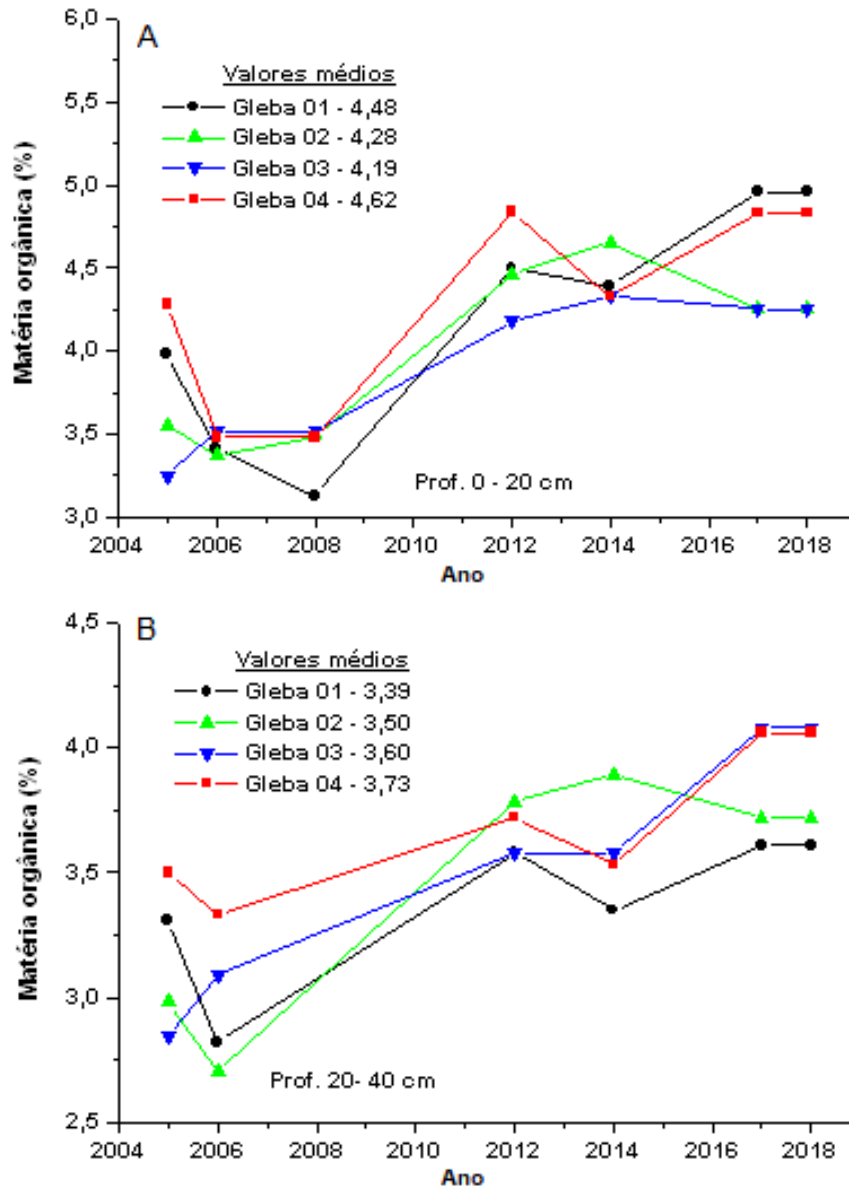 A
Valores médios
Gleba 01 - 4,48
Gleba 02 - 4,28
Gleba 03 - 4,19
Gleba 04 - 4,62
Matéria orgânica (%)
6,0
5,5
5,0
4,5
4,0
3,5
3,0
Prof. 0 - 20 cm
2004 2006 2008 2010 2012 2014 2016 2018
Ano
B
Valores médios
Gleba 01 - 3,39
Gleba 02 - 3,50
Gleba 03 - 3,60
Gleba 04 - 3,73
Matéria orgânica (%)
4,5
4,0
3,5
3,0
2,5
Prof. 20- 40 cm
2004 2006 2008 2010 2012 2014 2016 2018
Ano